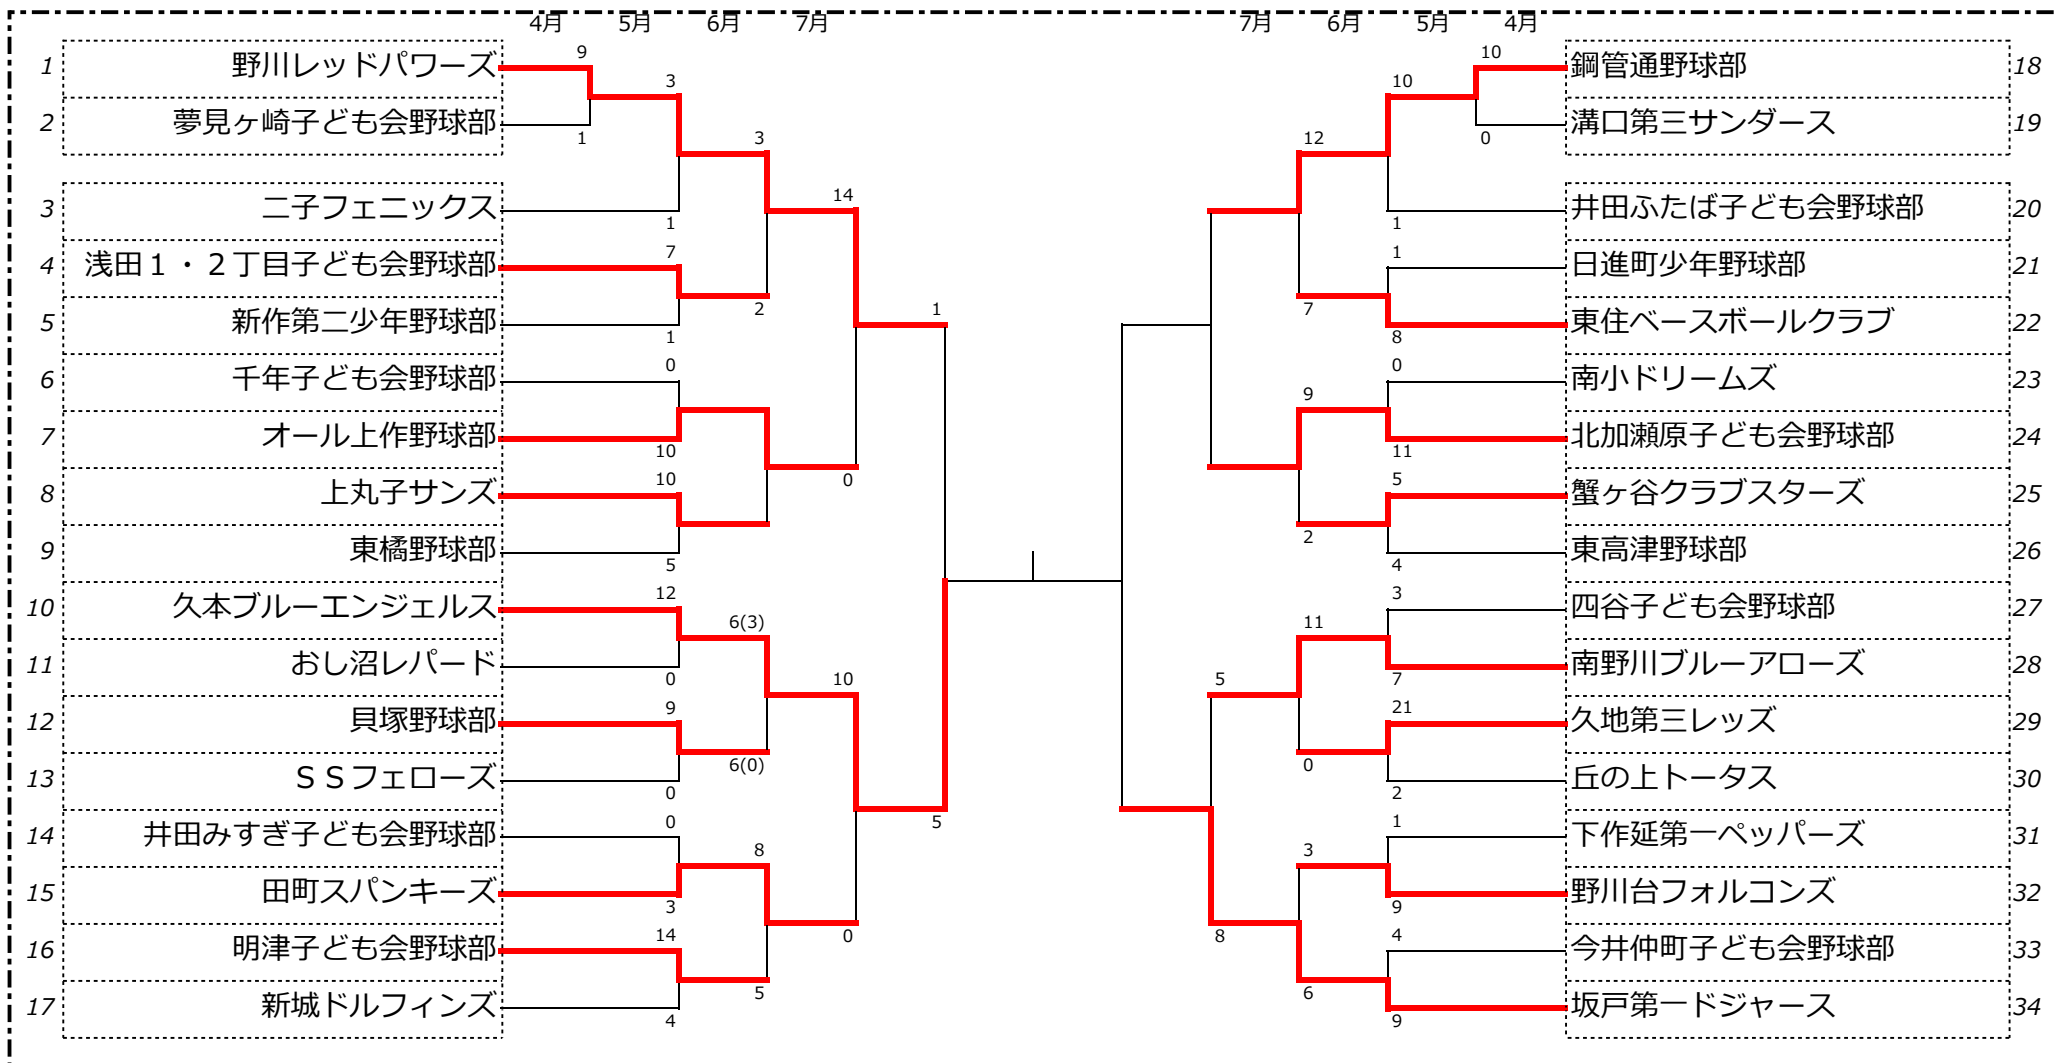 4月 5月 6月 7月 7月 6月 5月 4月
1 野川レッドパワーズ 9 3 10 10 鋼管通野球部 18
2 夢見ヶ崎子ども会野球部 1 3 12 0 溝口第三サンダース 19
3 二子フェニックス 1 14 1 井田ふたば子ども会野球部 20
4 浅田1・2丁目子ども会野球部 7 1 日進町少年野球部 21
5 新作第二少年野球部 1 2 1 7 8 東住ベースボールクラブ 22
6 千年子ども会野球部 0 0 南小ドリームズ 23
7 オール上作野球部 10 9 11 北加瀬原子ども会野球部 24
8 上丸子サンズ 10 0 5 蟹ヶ谷クラブスターズ 25
9 東橘野球部 5 2 4 東高津野球部 26
10 久本ブルーエンジェルス 12 6(3) 11 3 四谷子ども会野球部 27
11 おし沼レパード 0 10 5 7 南野川ブルーアローズ 28
12 貝塚野球部 9 21 久地第三レッズ 29
13 SSフェローズ 0 6(0) 0 2 丘の上トータス 30
14 井田みすぎ子ども会野球部 0 5 1 下作延第一ペッパーズ 31
15 田町スパンキーズ 3 8 3 9 野川台フォルコンズ 32
16 明津子ども会野球部 14 0 8 4 今井仲町子ども会野球部 33
17 新城ドルフィンズ 4 5 6 9 坂戸第一ドジャース 34